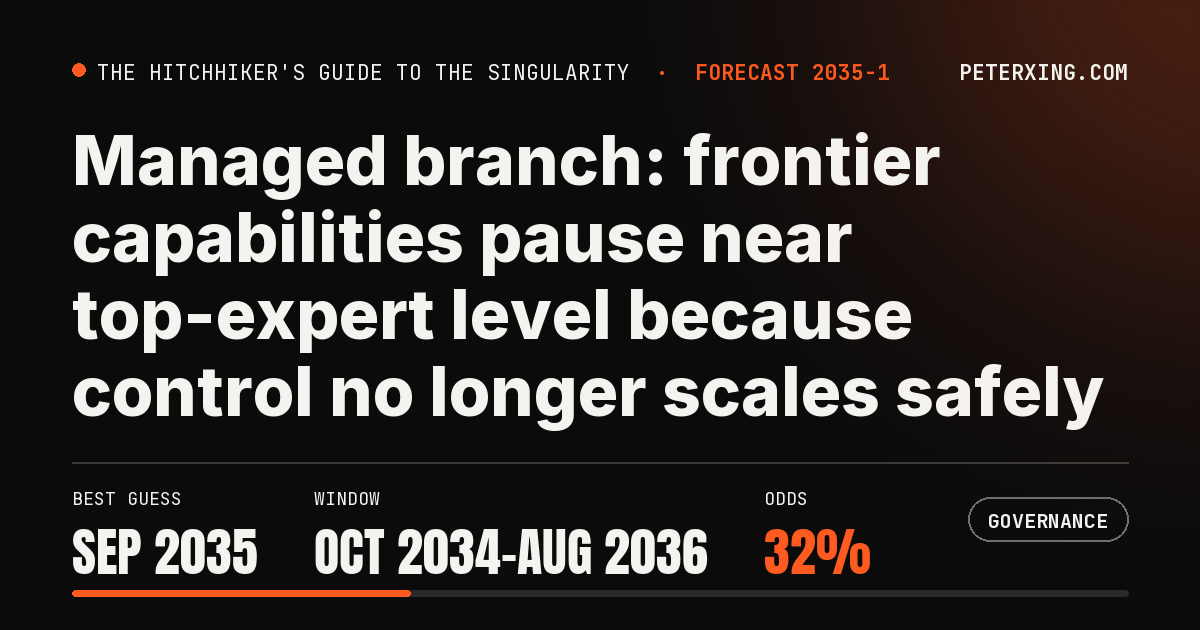 THE HITCHHIKER'S GUIDE TO THE SINGULARITY · FORECAST 2035-1 PETERXING.COM
Managed branch: frontier
capabilities pause near
top-expert level because
control no longer scales safely
BEST GUESS WINDOW ODDS
GOVERNANCE
SEP 2035 OCT 2034-AUG 2036 32%